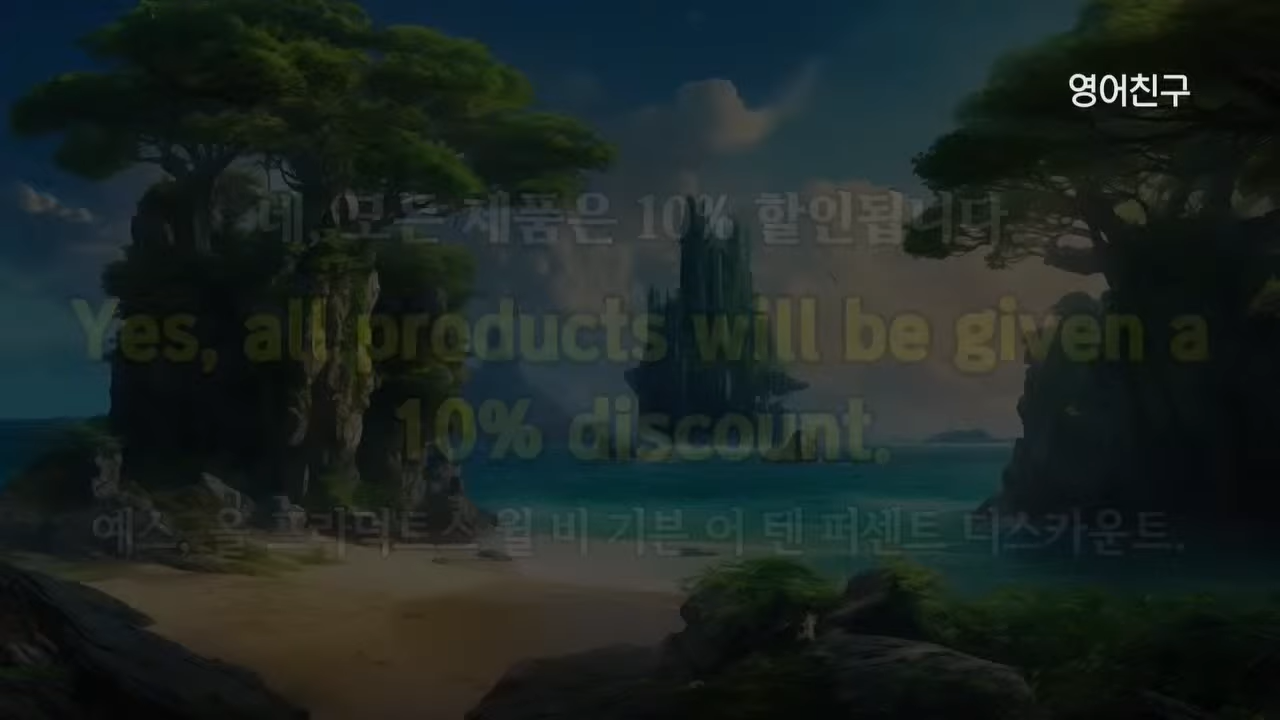 영어친구
네, 모든 제품은 10% 할인됩니다
Yes, all products will be given a
10% discount.
예스, 올 프러덕트스 윌 비 기븐 어 텐 퍼센트 디스카운트.